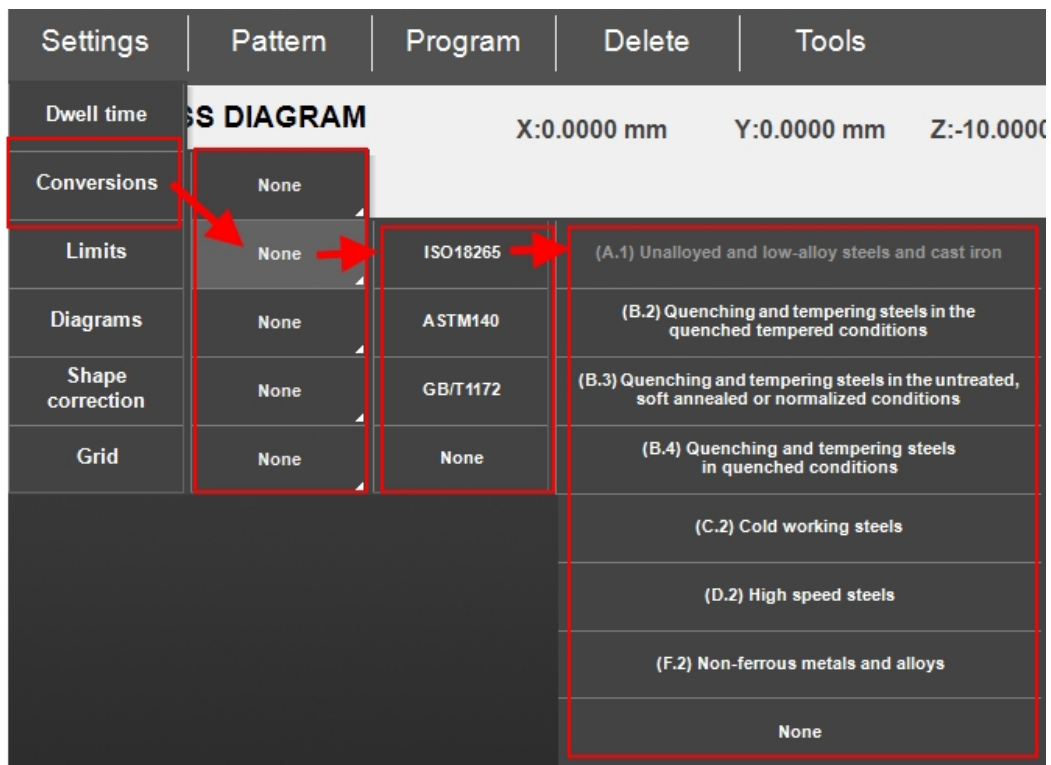 Settings Pattern Program Delete Tools
Dwell time
SS DIAGRAM
X:0.0000 mm Y:0.0000 mm Z:-10.0000
Conversions
None
Limits
None
ISO18265
(A.1) Unalloyed and low-alloy steels and cast iron
Diagrams
None
ASTM140
(B.2) Quenching and tempering steels in the
quenched tempered conditions
Shape
correction
None
GB/T1172
(B.3) Quenching and tempering steels in the untreated,
soft annealed or normalized conditions
Grid
None
None
(B.4) Quenching and tempering steels
in quenched conditions
(C.2) Cold working steels
(D.2) High speed steels
(F.2) Non-ferrous metals and alloys
None